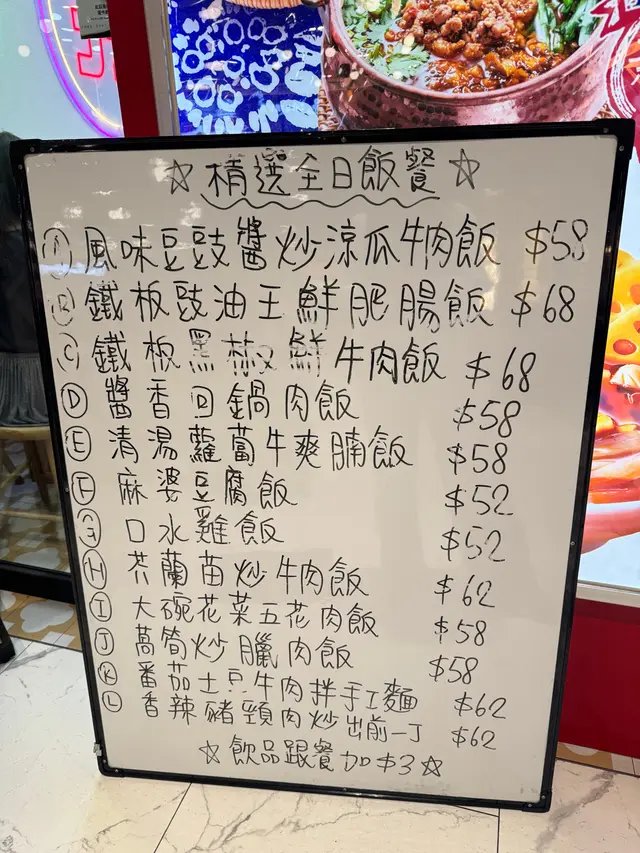 ☆精選全日飯餐☆
Ⓐ 風味豆豉醬炒涼瓜牛肉飯 $58
Ⓑ 鐵板豉油王鮮肥腸飯 $68
Ⓒ 鐵板黑椒鮮牛肉飯 $68
Ⓓ 醬香回鍋肉飯 $58
Ⓔ 清湯蘿蔔牛爽腩飯 $58
Ⓕ 麻婆豆腐飯 $52
Ⓖ 口水雞飯 $52
Ⓗ 芥蘭苗炒牛肉飯 $62
Ⓘ 大碗花菜五花肉飯 $58
Ⓙ 萵筍炒臘肉飯 $58
Ⓚ 番茄土豆牛肉拌手工麵 $62
Ⓛ 香辣豬頸肉炒出前一丁 $62
☆飲品跟餐加$3☆